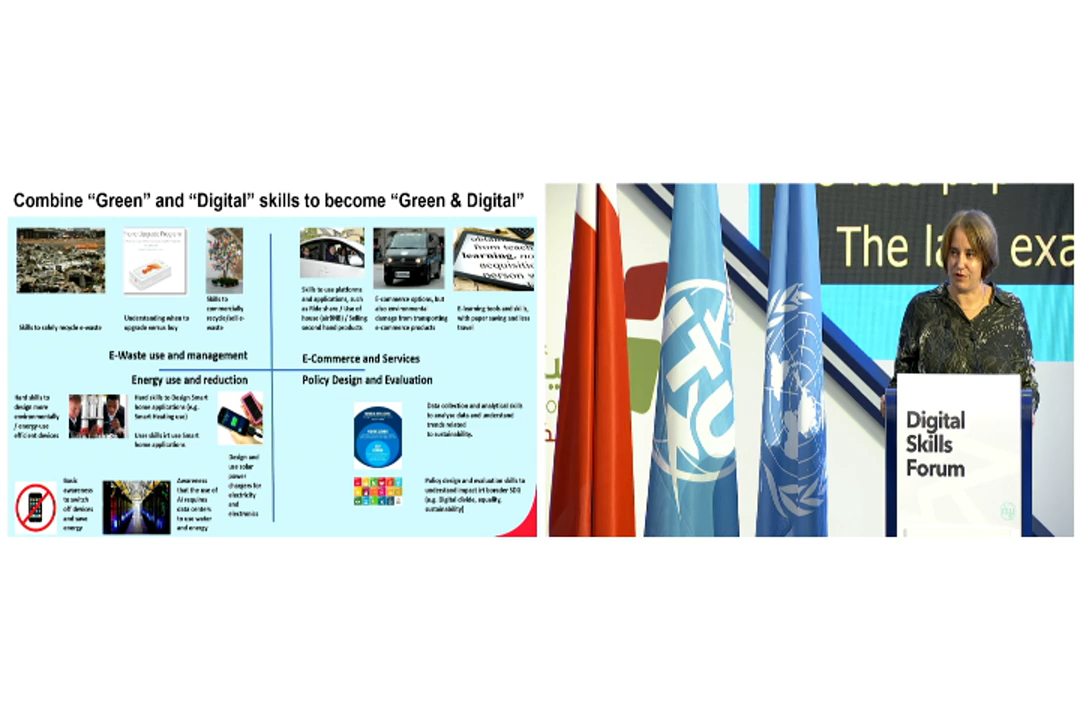 Combine “Green” and “Digital” skills to become “Green & Digital”
Skills to safely recycle e-waste
Understanding when to
upgrade versus buy
Skills to
commercially
recycle/sell e-
waste
Skills to use platforms
and applications, such
as Ride share / Use of
house (airBNB) / Selling
second hand products
E-commerce options, but
also environmental
damage from transporting
e-commerce products
from teach
learning, no
acquisitio
person w
E-learning tools and skills,
with paper saving and less
travel
E-Waste use and management
E-Commerce and Services
Energy use and reduction
Policy Design and Evaluation
Hard skills to
design more
environmentally
/ energy use
efficient devices
Hard skills to Design Smart
home applications (e.g.
Smart Heating use)
User skills irt use Smart
home applications
Design and
use solar
power
chargers for
electricity
and
electronics
Basic
awareness
to switch
off devices
and save
energy
Awareness
that the use of
AI requires
data centers
to use water
and energy
Data collection and analytical skills
to analyse data and understand
trends related
to sustainability.
Policy design and evaluation skills to
understand impact irt boarder SDG
(e.g. Digital divide, equality,
sustainability)
The la exa
ITU
Digital
Skills
Forum